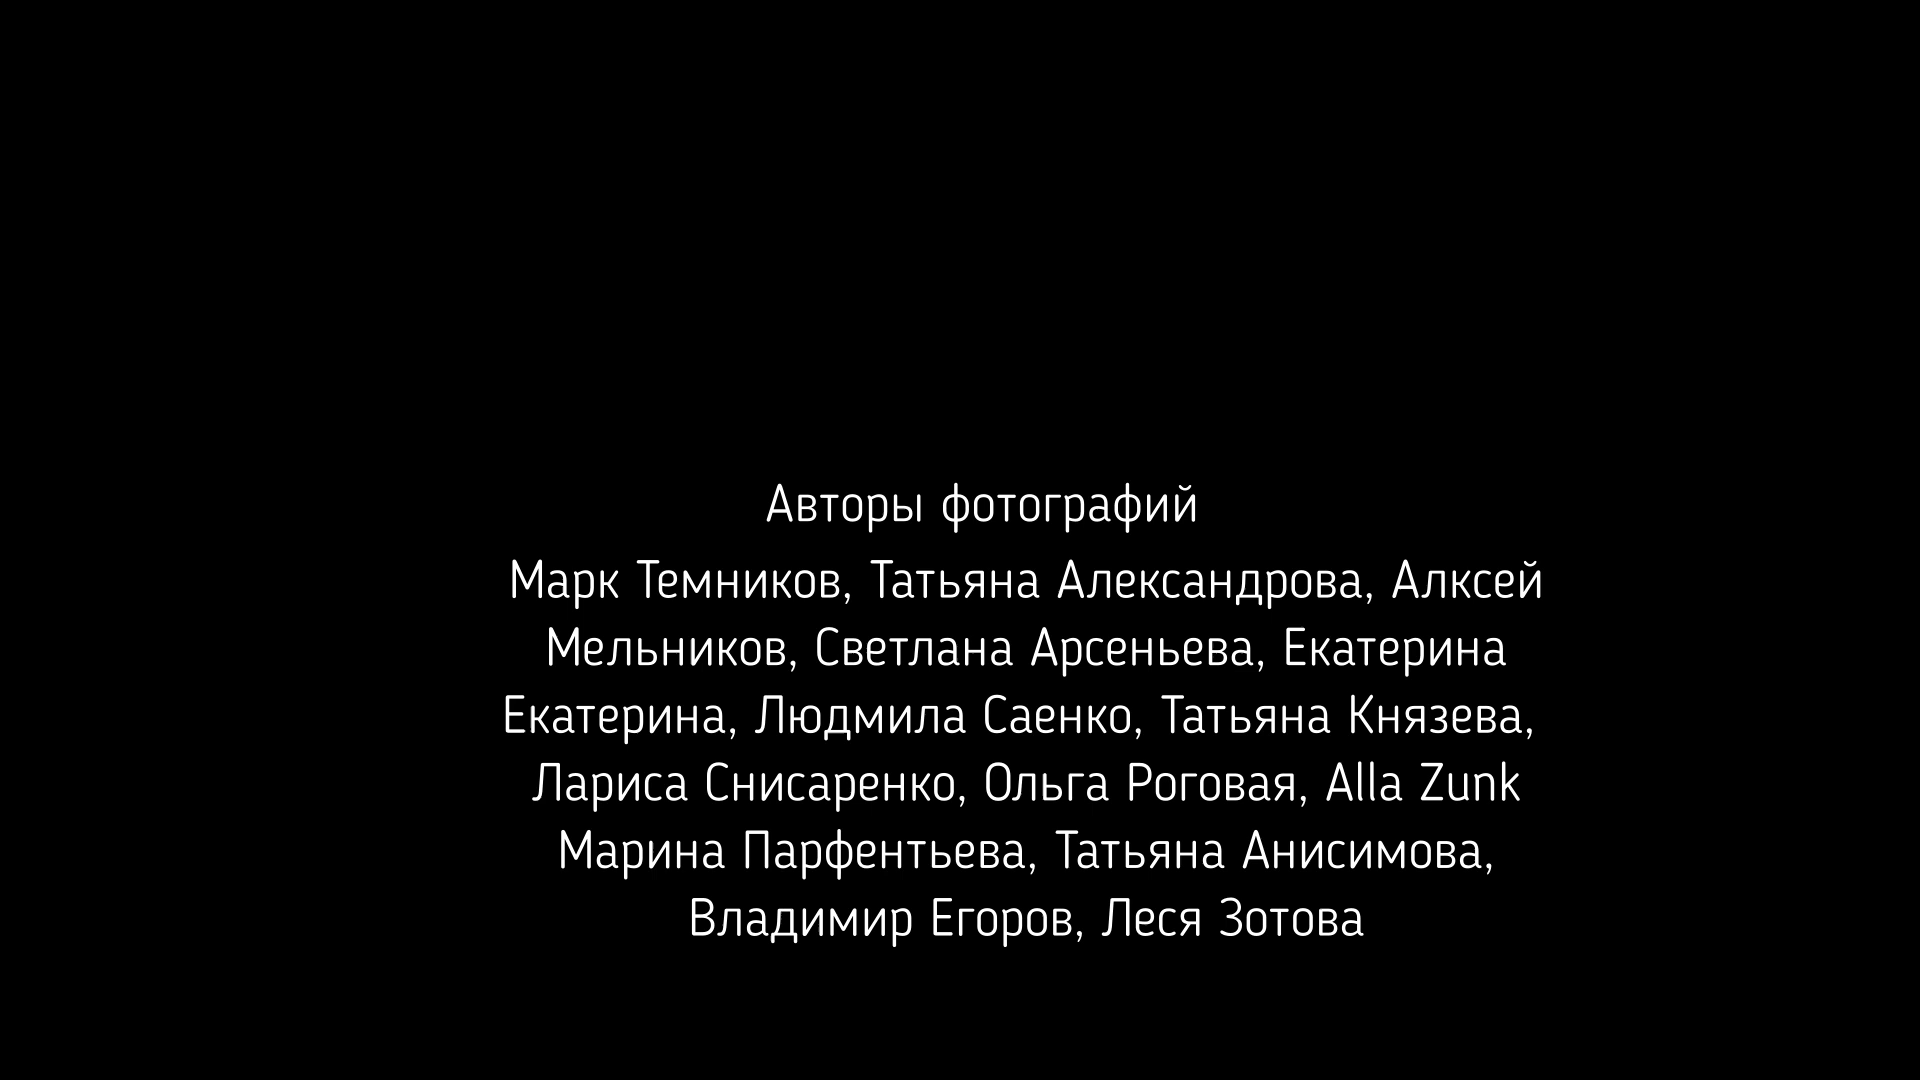 Авторы фотографий
Марк Темников, Татьяна Александрова, Алксей
Мельников, Светлана Арсеньева, Екатерина
Екатерина, Людмила Саенко, Татьяна Князева,
Лариса Снисаренко, Ольга Роговая, Alla Zunk
Марина Парфентьева, Татьяна Анисимова,
Владимир Егоров, Леся Зотова